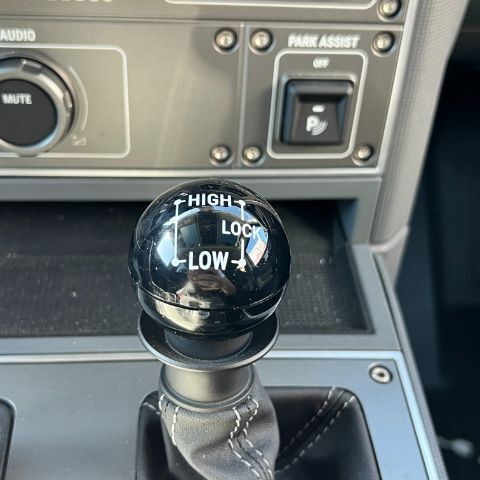 AUDIO
PARK ASSIST
OFF
MUTE
P
HIGH
LOCK
LOW